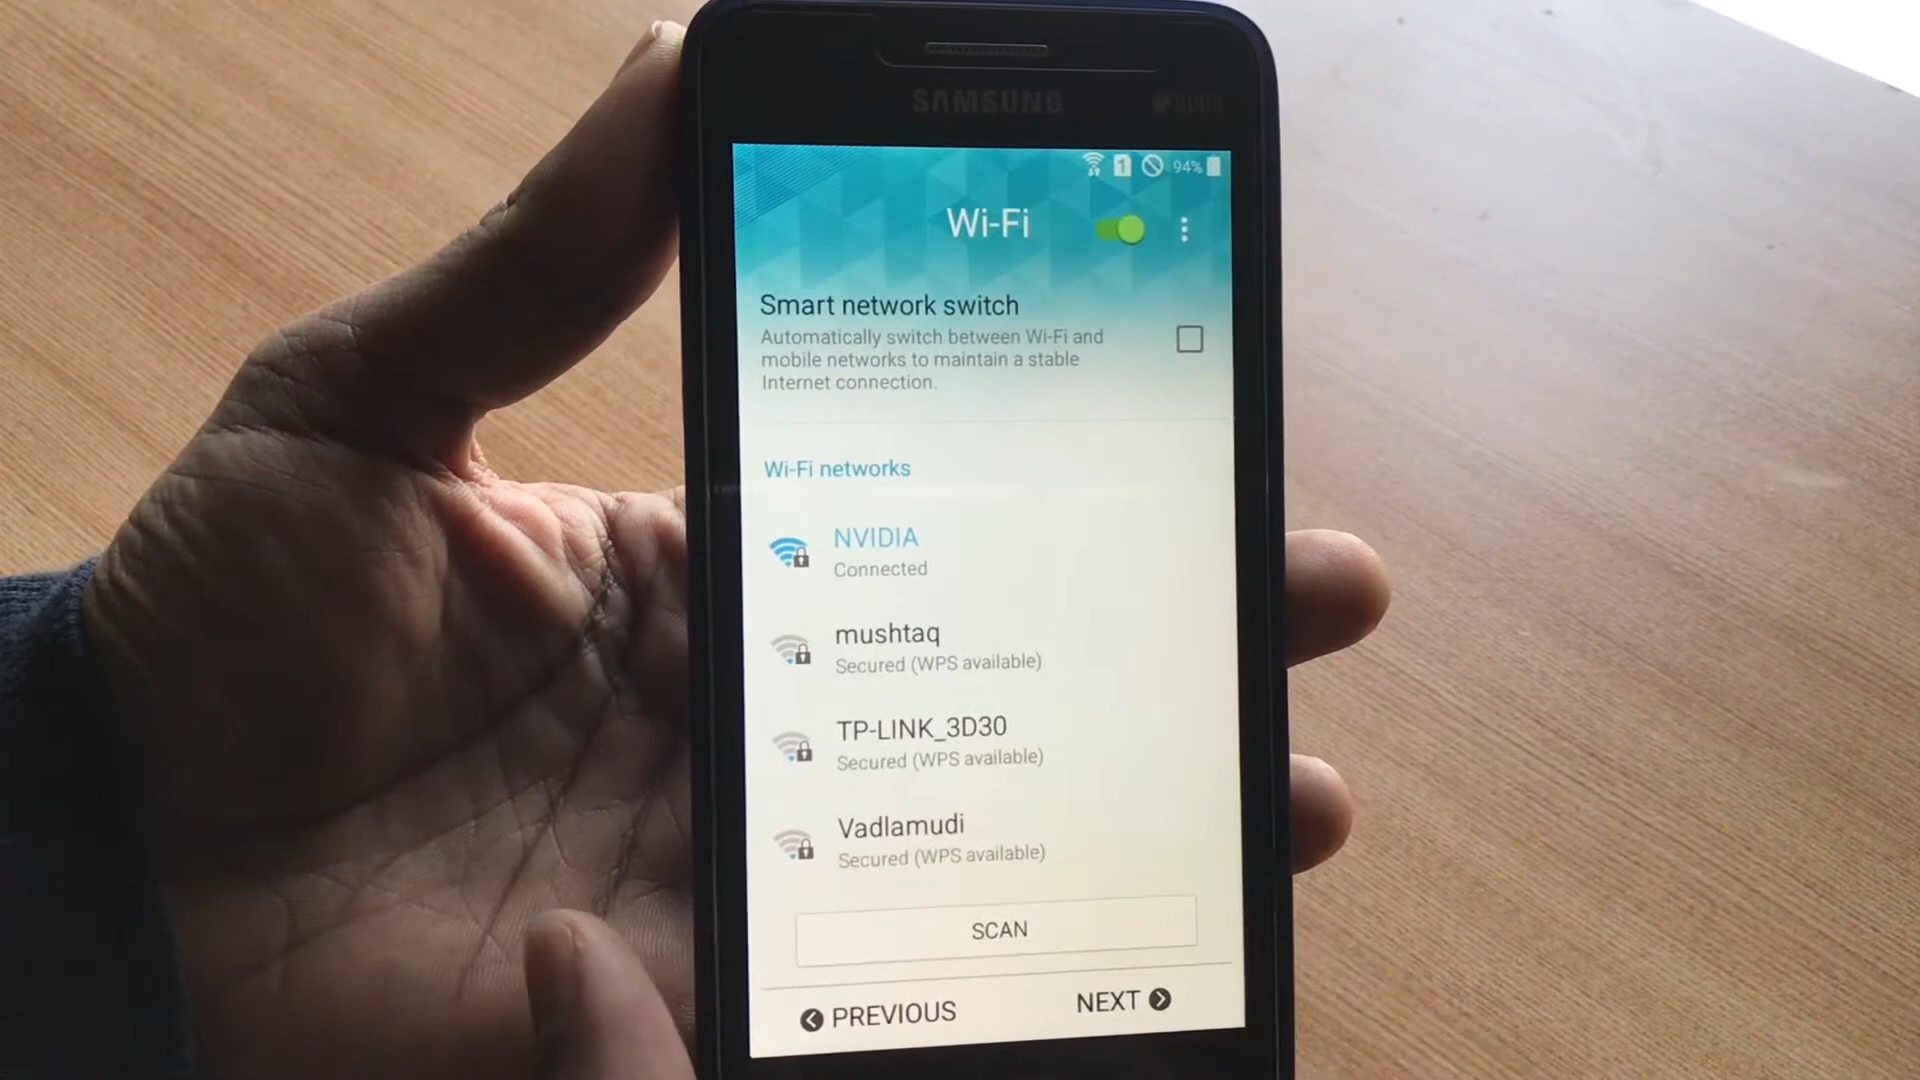 SAMSUNG
DUOS
1 94%
Wi-Fi
Smart network switch
Automatically switch between Wi-Fi and
mobile networks to maintain a stable
Internet connection.
Wi-Fi networks
NVIDIA
Connected
mushtaq
Secured (WPS available)
TP-LINK_3D30
Secured (WPS available)
Vadlamudi
Secured (WPS available)
SCAN
PREVIOUS NEXT